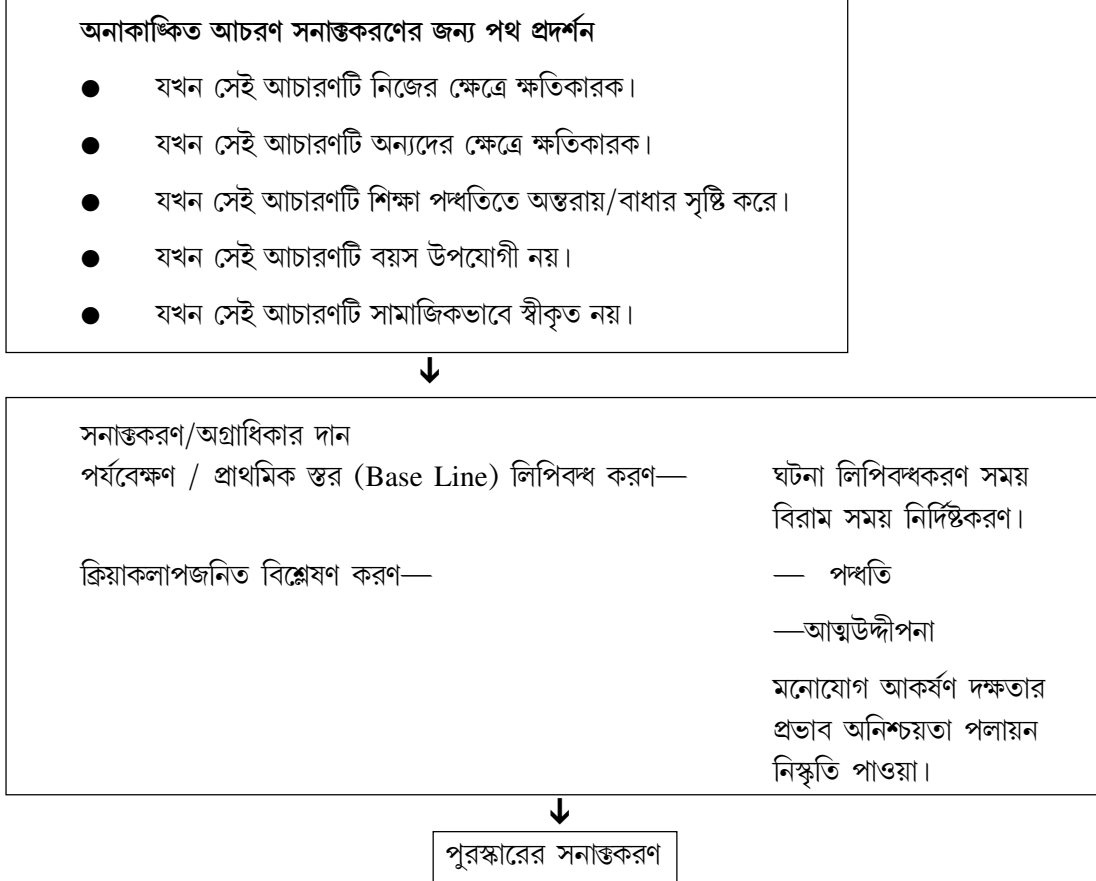 অনাকাঙ্কিত আচরণ সনাক্তকরণের জন্য পথ প্রদর্শন
● যখন সেই আচারণটি নিজের ক্ষেত্রে ক্ষতিকারক।
● যখন সেই আচারণটি অন্যদের ক্ষেত্রে ক্ষতিকারক।
● যখন সেই আচারণটি শিক্ষা পদ্ধতিতে অন্তরায়/বাধার সৃষ্টি করে।
● যখন সেই আচারণটি বয়স উপযোগী নয়।
● যখন সেই আচারণটি সামাজিকভাবে স্বীকৃত নয়।
সনাক্তকরণ/অগ্রাধিকার দান
পর্যবেক্ষণ / প্রাথমিক স্তর (Base Line) লিপিবদ্ধ করণ— ঘটনা লিপিবদ্ধকরণ সময়
বিরাম সময় নির্দিষ্টকরণ।
ক্রিয়াকলাপজনিত বিশ্লেষণ করণ— — পদ্ধতি
—আত্মউদ্দীপনা
মনোযোগ আকর্ষণ দক্ষতার
প্রভাব অনিশ্চয়তা পলায়ন
নিস্কৃতি পাওয়া।
পুরস্কারের সনাক্তকরণ